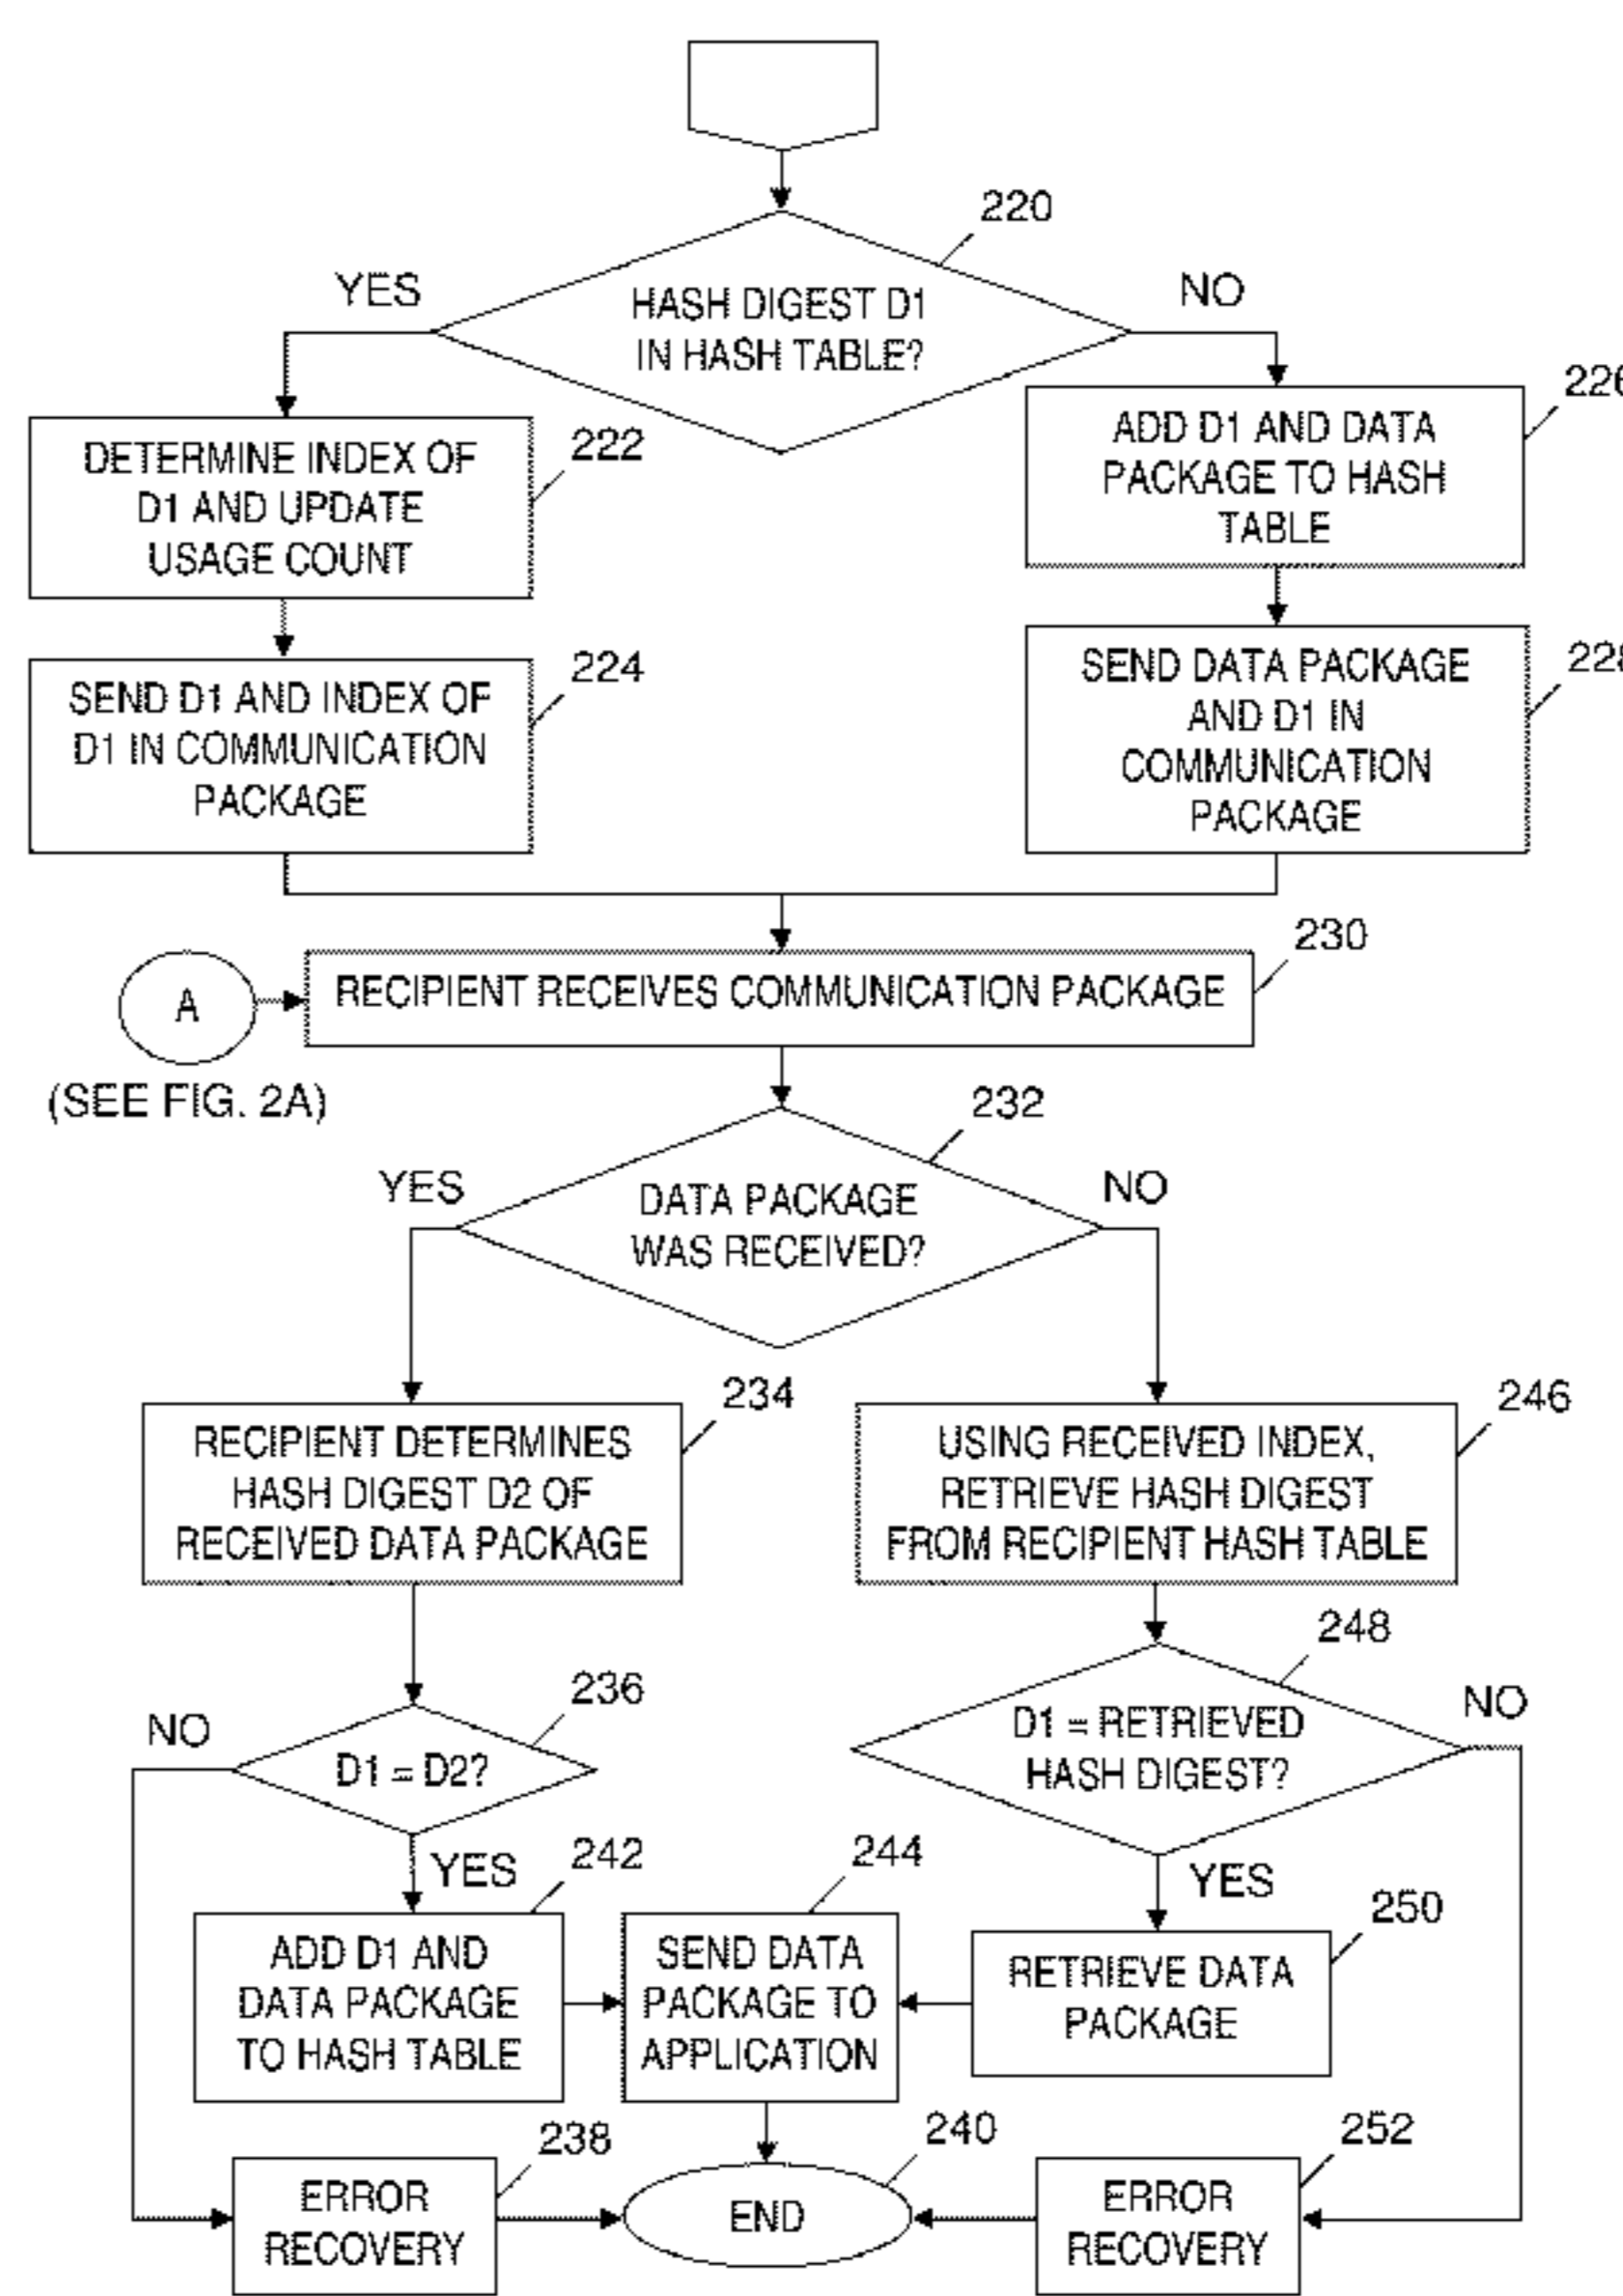 220
YES
NO
HASH DIGEST D1
IN HASH TABLE?
222
DETERMINE INDEX OF
D1 AND UPDATE
USAGE COUNT
ADD D1 AND DATA
PACKAGE TO HASH
TABLE
224
SEND D1 AND INDEX OF
D1 IN COMMUNICATION
PACKAGE
SEND DATA PACKAGE
AND D1 IN
COMMUNICATION
PACKAGE
230
A
RECIPIENT RECEIVES COMMUNICATION PACKAGE
(SEE FIG. 2A)
232
YES
NO
DATA PACKAGE
WAS RECEIVED?
234
RECIPIENT DETERMINES
HASH DIGEST D2 OF
RECEIVED DATA PACKAGE
246
USING RECEIVED INDEX,
RETRIEVE HASH DIGEST
FROM RECIPIENT HASH TABLE
236
NO
D1 = D2?
YES
248
NO
D1 = RETRIEVED
HASH DIGEST?
YES
242
ADD D1 AND
DATA PACKAGE
TO HASH TABLE
244
SEND DATA
PACKAGE TO
APPLICATION
250
RETRIEVE DATA
PACKAGE
238
ERROR
RECOVERY
240
END
252
ERROR
RECOVERY